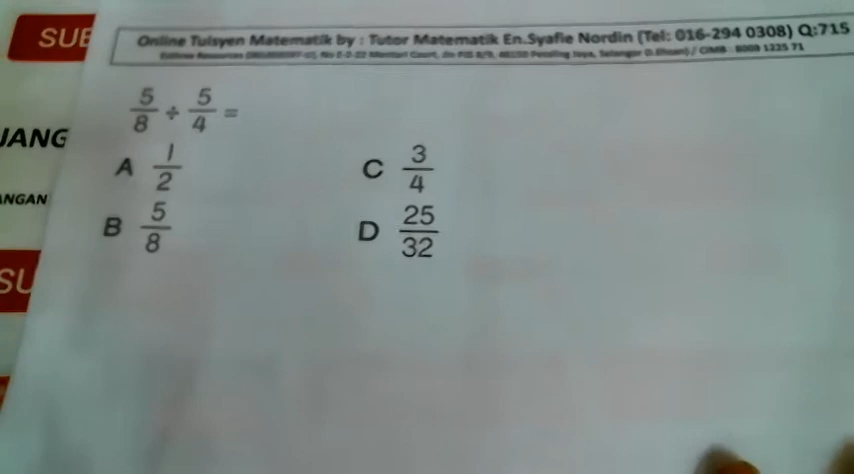 SUB
Online Tuisyen Matematik by : Tutor Matematik En.Syafie Nordin (Tel: 016-294 0308) Q:715
5/8 ÷ 5/4 =
JANG
A 1/2
C 3/4
NGAN
B 5/8
D 25/32
SU